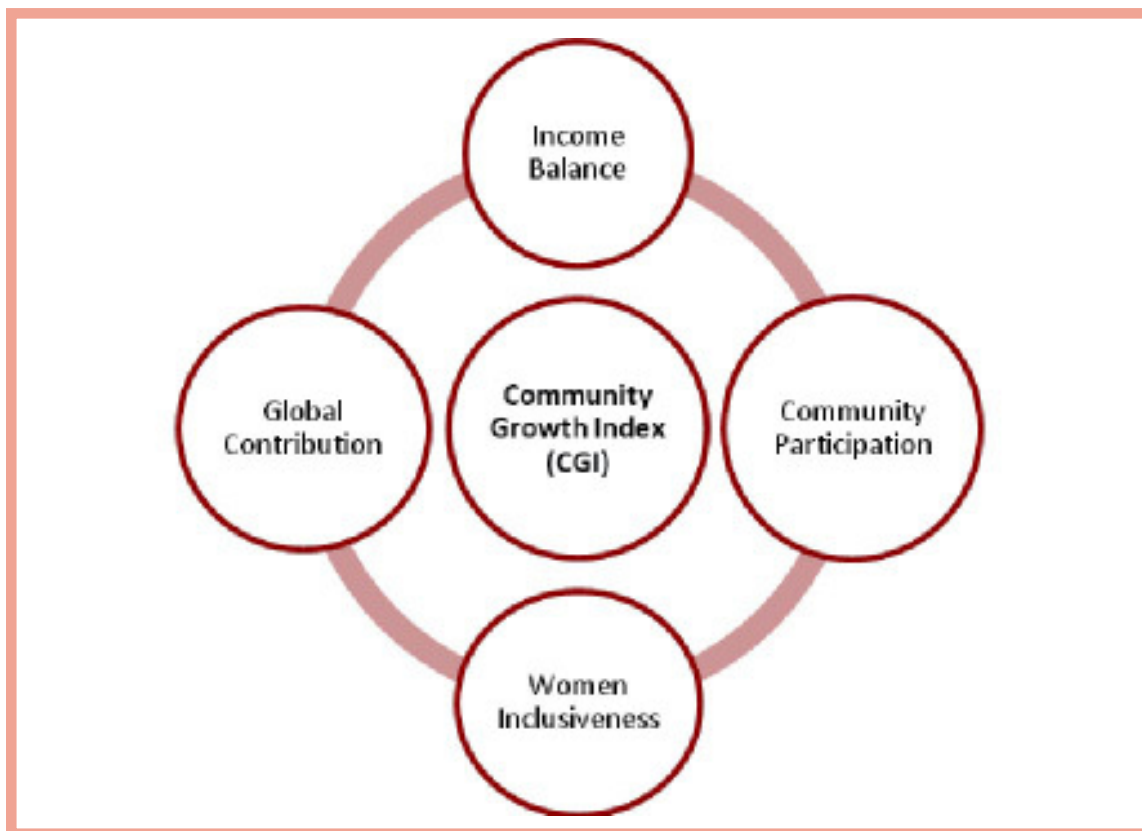 Income
Balance
Global
Contribution
Community
Growth Index
(CGI)
Community
Participation
Women
Inclusiveness